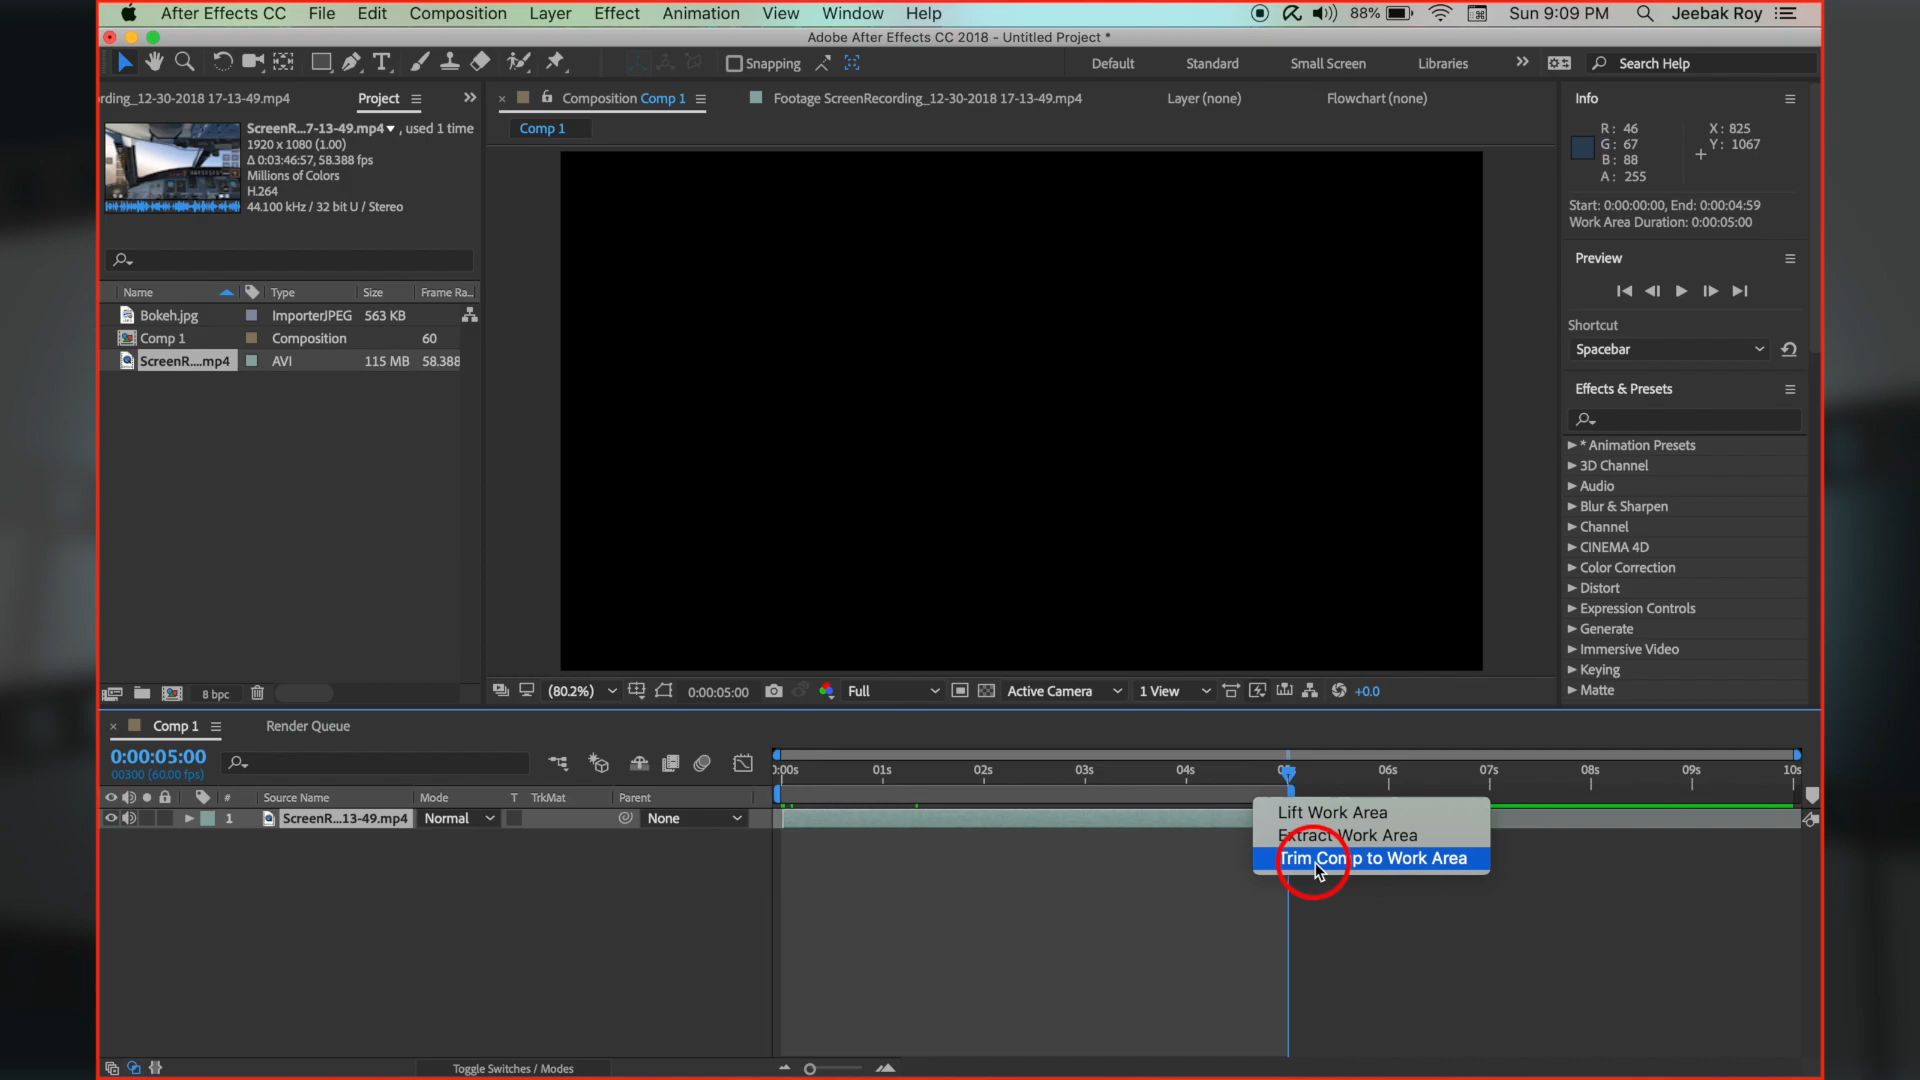 After Effects CC File Edit Composition Layer Effect Animation View Window Help 88% Sun 9:09 PM Jeebak Roy
Adobe After Effects CC 2018 - Untitled Project *
Snapping Default Standard Small Screen Libraries Search Help
rding_12-30-2018 17-13-49.mp4 Project
ScreenR...7-13-49.mp4 , used 1 time
1920 x 1080 (1.00)
Δ 0:03:46:57, 58.388 fps
Millions of Colors
H.264
44.100 kHz / 32 bit U / Stereo
Name Type Size Frame Ra...
Bokeh.jpg ImporterJPEG 563 KB
Comp 1 Composition 60
ScreenR....mp4 AVI 115 MB 58.388
8 bpc
Composition Comp 1 Footage ScreenRecording_12-30-2018 17-13-49.mp4 Layer (none) Flowchart (none)
Comp 1
(80.2%) 0:00:05:00 Full Active Camera 1 View +0.0
Info
R: 46 X: 825
G: 67 Y: 1067
B: 88
A: 255
Start: 0:00:00:00, End: 0:00:04:59
Work Area Duration: 0:00:05:00
Preview
Shortcut
Spacebar
Effects & Presets
* Animation Presets
3D Channel
Audio
Blur & Sharpen
Channel
CINEMA 4D
Color Correction
Distort
Expression Controls
Generate
Immersive Video
Keying
Matte
Comp 1 Render Queue
0:00:05:00
00300 (60.00 fps)
):00s 01s 02s 03s 04s 06s 07s 08s 09s 10s
# Source Name Mode T TrkMat Parent
1 ScreenR...13-49.mp4 Normal None
Lift Work Area
Extract Work Area
Trim Comp to Work Area
Toggle Switches / Modes